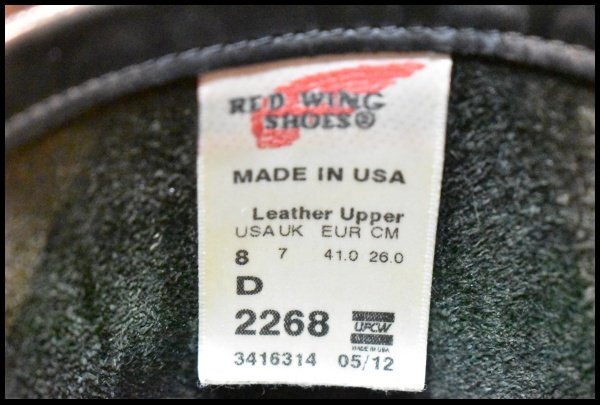 RED WING
SHOES®
MADE IN USA
Leather Upper
USA UK EUR CM
8 7 41.0 26.0
D
2268 UFCW
MADE IN USA
3416314 05/12